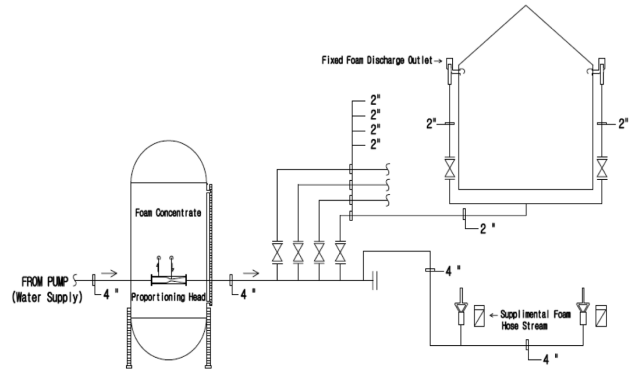 Fixed Foam Discharge Outlet
2"
2"
2"
2"
2"
2"
2"
Foam Concentrate
FROM PUMP
(Water Supply)
4"
Proportioning Head
4"
4"
Supplimental Foam
Hose Stream
4"